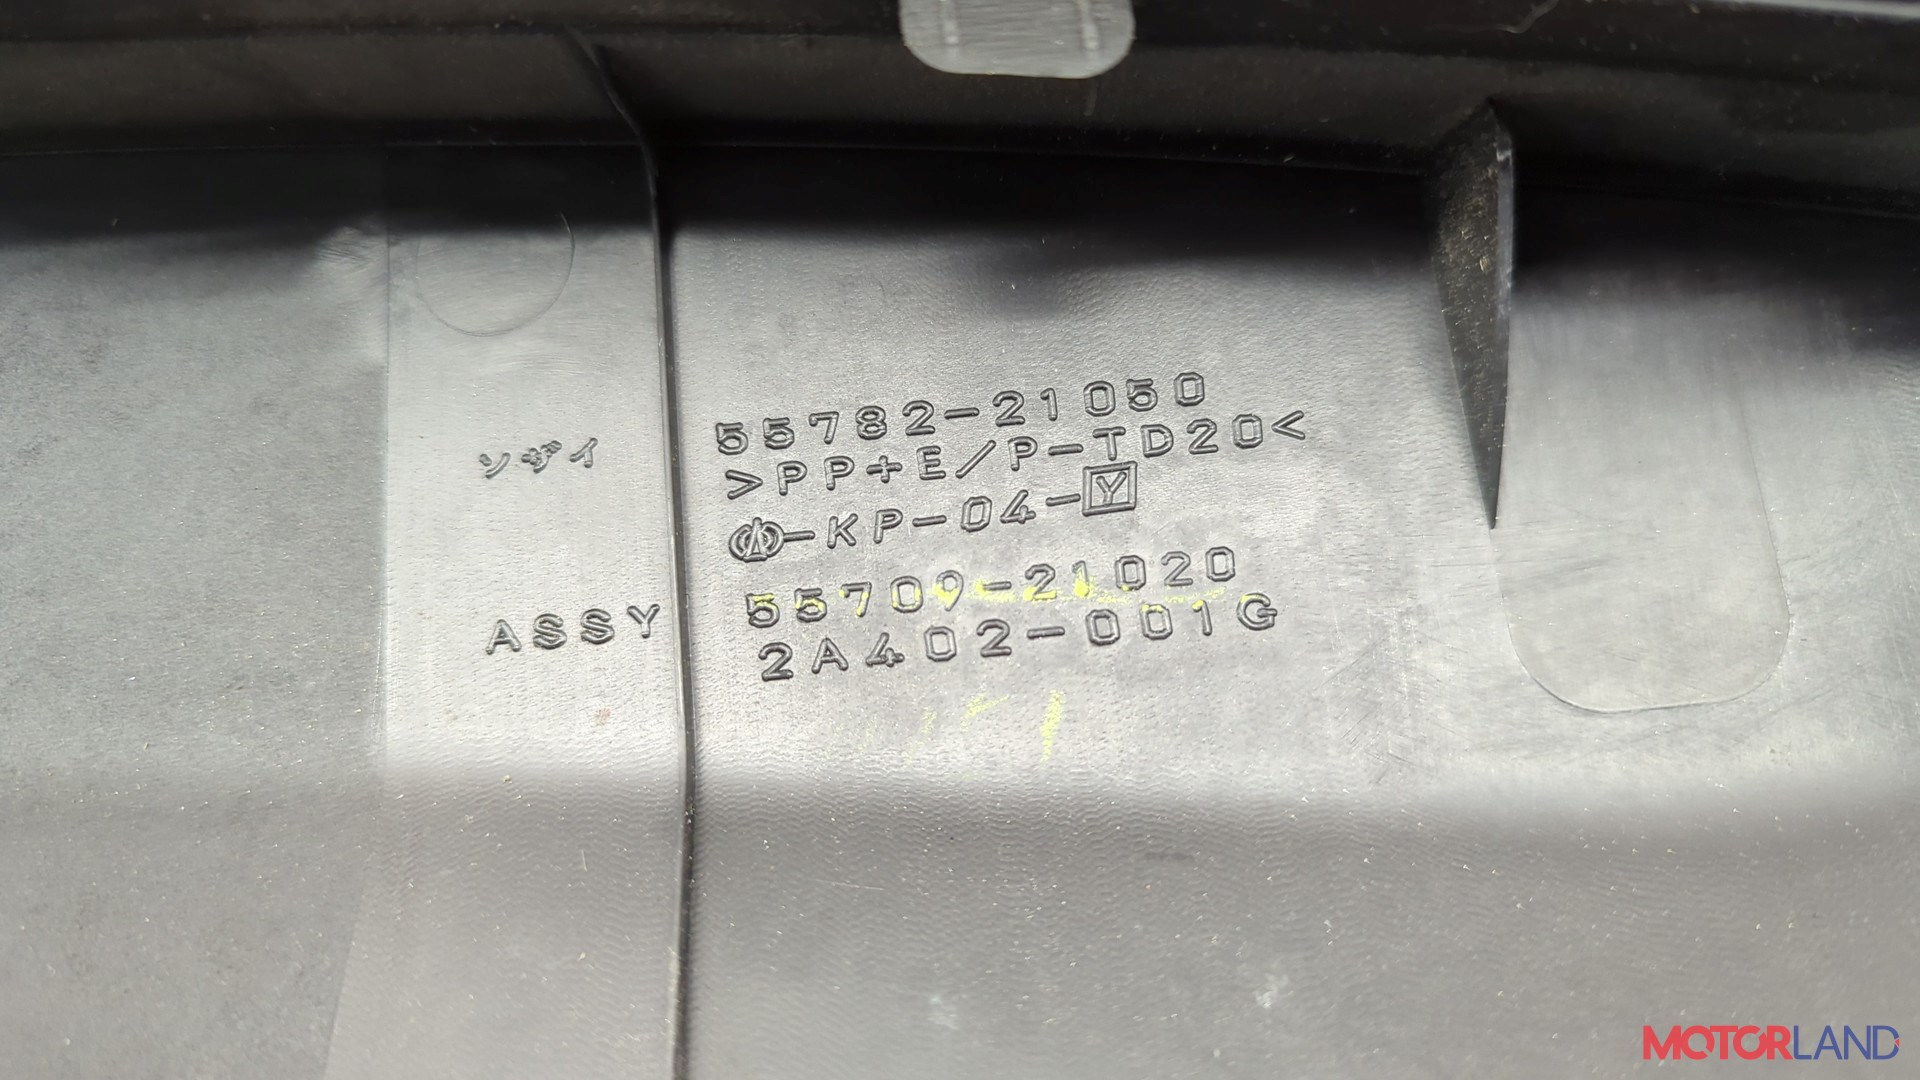 55782-21050
ソザイ >PP+E/P-TD20<
-KP-04-Y
55709-21020
ASSY 2A402-001G
MOTORLAND